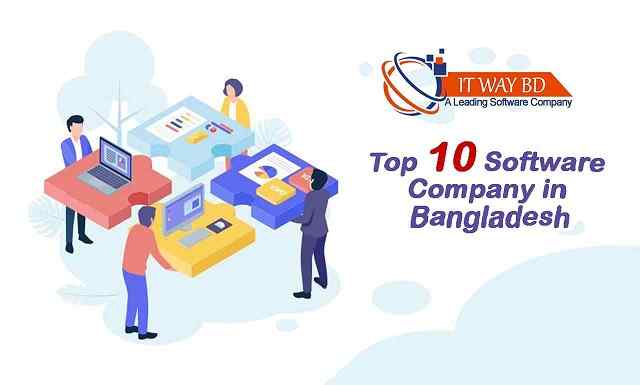 IT WAY BD
A Leading Software Company
Top 10 Software
Company in
Bangladesh